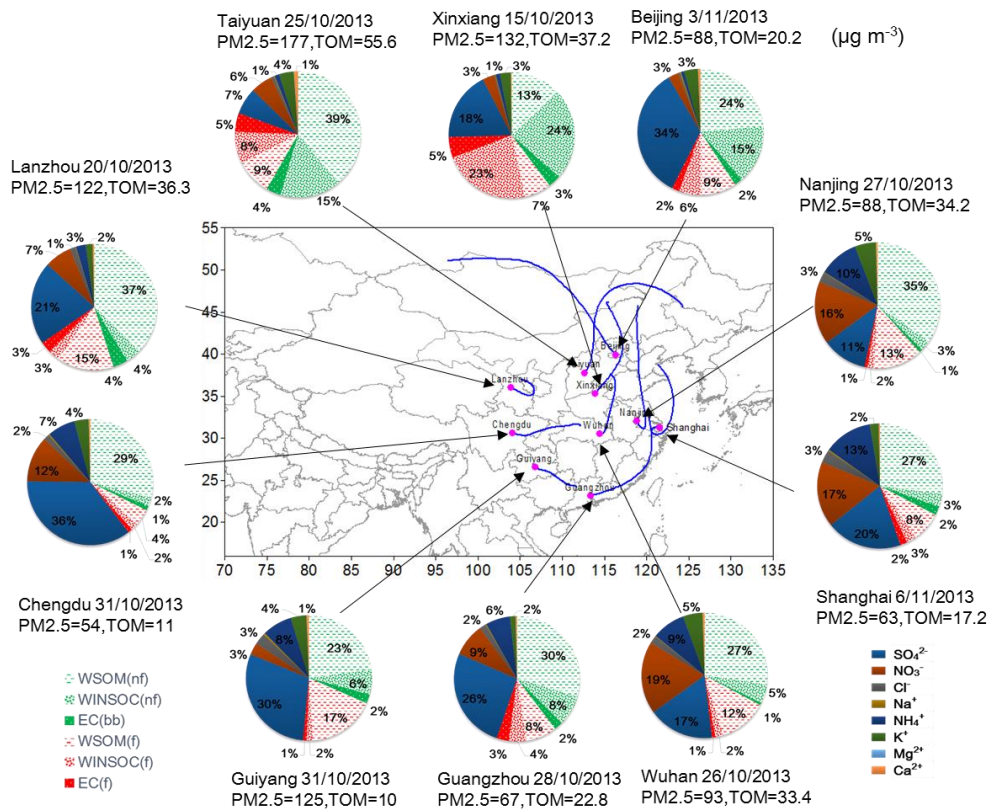 Taiyuan 25/10/2013
PM2.5=177,TOM=55.6
Xinxiang 15/10/2013
PM2.5=132,TOM=37.2
Beijing 3/11/2013
PM2.5=88,TOM=20.2
(µg m⁻³)
6% 1% 4% 1%
7%
39%
5%
8%
9%
4%
15%
3% 1% 3%
13%
18%
24%
5%
23%
7%
3%
3% 3%
24%
34%
15%
9%
2%
6%
2%
Lanzhou 20/10/2013
PM2.5=122,TOM=36.3
7% 1% 3% 2%
37%
21%
3%
3%
15%
4%
4%
Nanjing 27/10/2013
PM2.5=88,TOM=34.2
5%
3%
10%
35%
16%
11%
13%
3%
1%
1%
2%
55
50
45
40
35
30
25
20
70 75 80 85 90 95 100 105 110 115 120 125 130 135
Beijing
Lanzhou
Xinxiang
Chengdu
Wuhan
Shanghai
Guiyang
Guangzhou
2%
7%
4%
29%
12%
36%
2%
1%
4%
2%
1%
Chengdu 31/10/2013
PM2.5=54,TOM=11
2%
3%
13%
27%
17%
20%
8%
3%
2%
3%
2%
Shanghai 6/11/2013
PM2.5=63,TOM=17.2
3%
3%
4%
8%
1%
23%
6%
30%
17%
2%
1%
2%
Guiyang 31/10/2013
PM2.5=125,TOM=10
2%
6%
2%
9%
30%
26%
8%
8%
2%
3%
4%
Guangzhou 28/10/2013
PM2.5=67,TOM=22.8
5%
2%
9%
27%
19%
17%
12%
5%
1%
1%
2%
Wuhan 26/10/2013
PM2.5=93,TOM=33.4
WSOM(nf)
WINSOC(nf)
EC(bb)
WSOM(f)
WINSOC(f)
EC(f)
SO₄²⁻
NO₃⁻
Cl⁻
Na⁺
NH₄⁺
K⁺
Mg²⁺
Ca²⁺